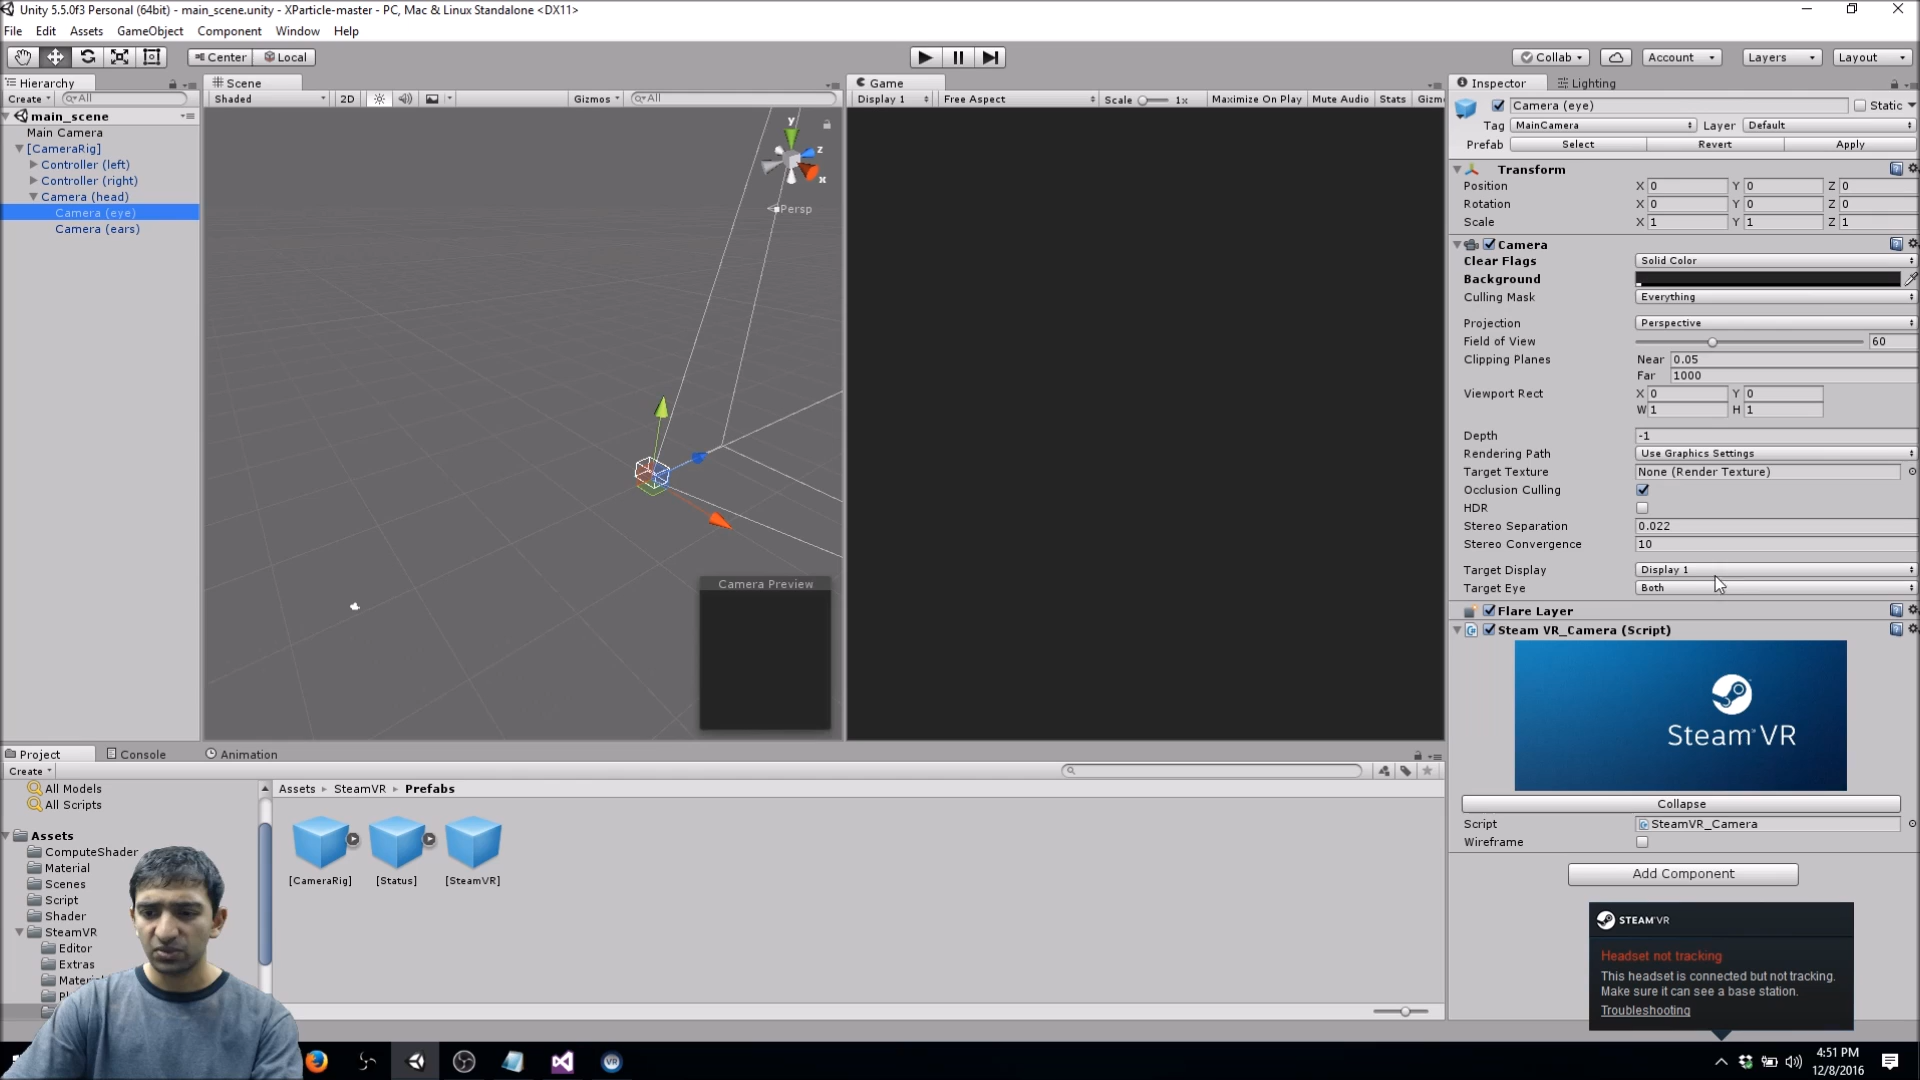 Unity 5.5.0f3 Personal (64bit) - main_scene.unity - XParticle-master - PC, Mac & Linux Standalone <DX11>
File Edit Assets GameObject Component Window Help
Center Local
Collab Account Layers Layout
Hierarchy
Create All
main_scene
Main Camera
[CameraRig]
Controller (left)
Controller (right)
Camera (head)
Camera (eye)
Camera (ears)
Scene
Shaded 2D Gizmos All
y
z
x
Persp
Camera Preview
Game
Display 1 Free Aspect Scale 1x Maximize On Play Mute Audio Stats Gizm
Inspector Lighting
Camera (eye) Static
Tag MainCamera Layer Default
Prefab Select Revert Apply
Transform
Position X 0 Y 0 Z 0
Rotation X 0 Y 0 Z 0
Scale X 1 Y 1 Z 1
Camera
Clear Flags Solid Color
Background
Culling Mask Everything
Projection Perspective
Field of View 60
Clipping Planes Near 0.05
Far 1000
Viewport Rect X 0 Y 0
W 1 H 1
Depth -1
Rendering Path Use Graphics Settings
Target Texture None (Render Texture)
Occlusion Culling
HDR
Stereo Separation 0.022
Stereo Convergence 10
Target Display Display 1
Target Eye Both
Flare Layer
Steam VR_Camera (Script)
Steam VR
Collapse
Script SteamVR_Camera
Wireframe
Add Component
Project Console Animation
Create
All Models
All Scripts
Assets
ComputeShader
Material
Scenes
Script
Shader
SteamVR
Editor
Extras
Materi
Assets SteamVR Prefabs
[CameraRig] [Status] [SteamVR]
STEAM VR
Headset not tracking
This headset is connected but not tracking.
Make sure it can see a base station.
Troubleshooting
VR
4:51 PM
12/8/2016